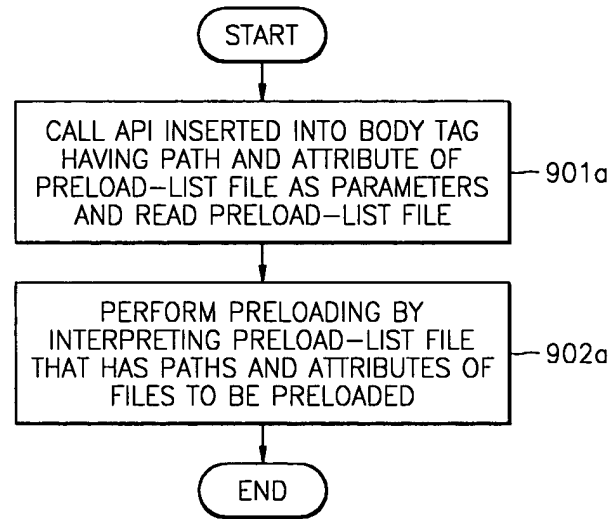 START
CALL API INSERTED INTO BODY TAG
HAVING PATH AND ATTRIBUTE OF
PRELOAD-LIST FILE AS PARAMETERS
AND READ PRELOAD-LIST FILE
901a
PERFORM PRELOADING BY
INTERPRETING PRELOAD-LIST FILE
THAT HAS PATHS AND ATTRIBUTES OF
FILES TO BE PRELOADED
902a
END